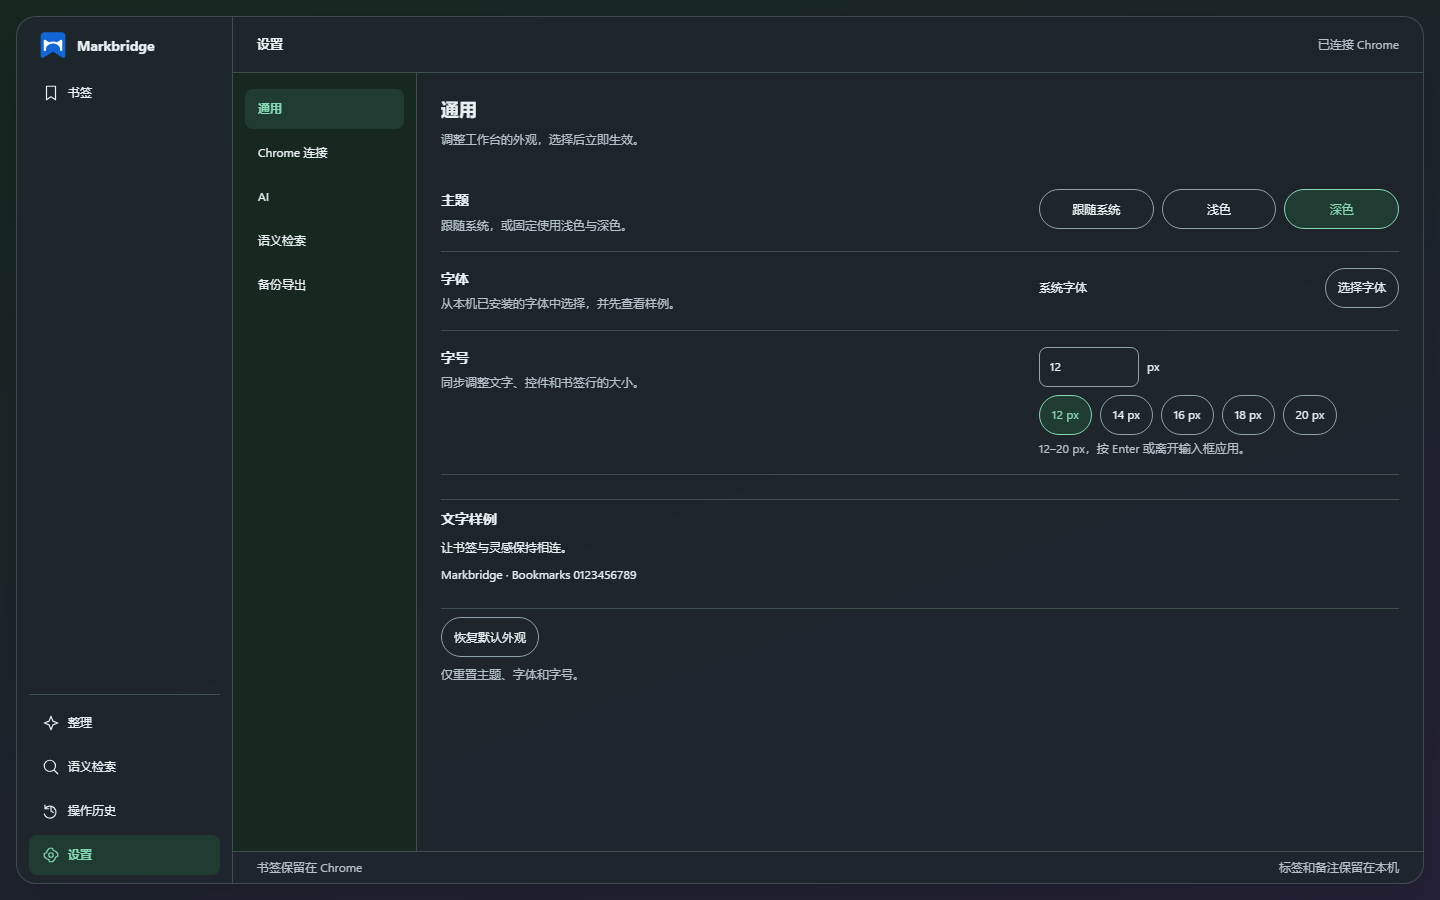 Markbridge
设置
已连接 Chrome
书签
通用
Chrome 连接
AI
语义检索
备份导出
通用
调整工作台的外观，选择后立即生效。
主题
跟随系统，或固定使用浅色与深色。
跟随系统
浅色
深色
字体
从本机已安装的字体中选择，并先查看样例。
系统字体
选择字体
字号
同步调整文字、控件和书签行的大小。
12
px
12 px
14 px
16 px
18 px
20 px
12–20 px，按 Enter 或离开输入框应用。
文字样例
让书签与灵感保持相连。
Markbridge · Bookmarks 0123456789
恢复默认外观
仅重置主题、字体和字号。
整理
语义检索
操作历史
设置
书签保留在 Chrome
标签和备注保留在本机